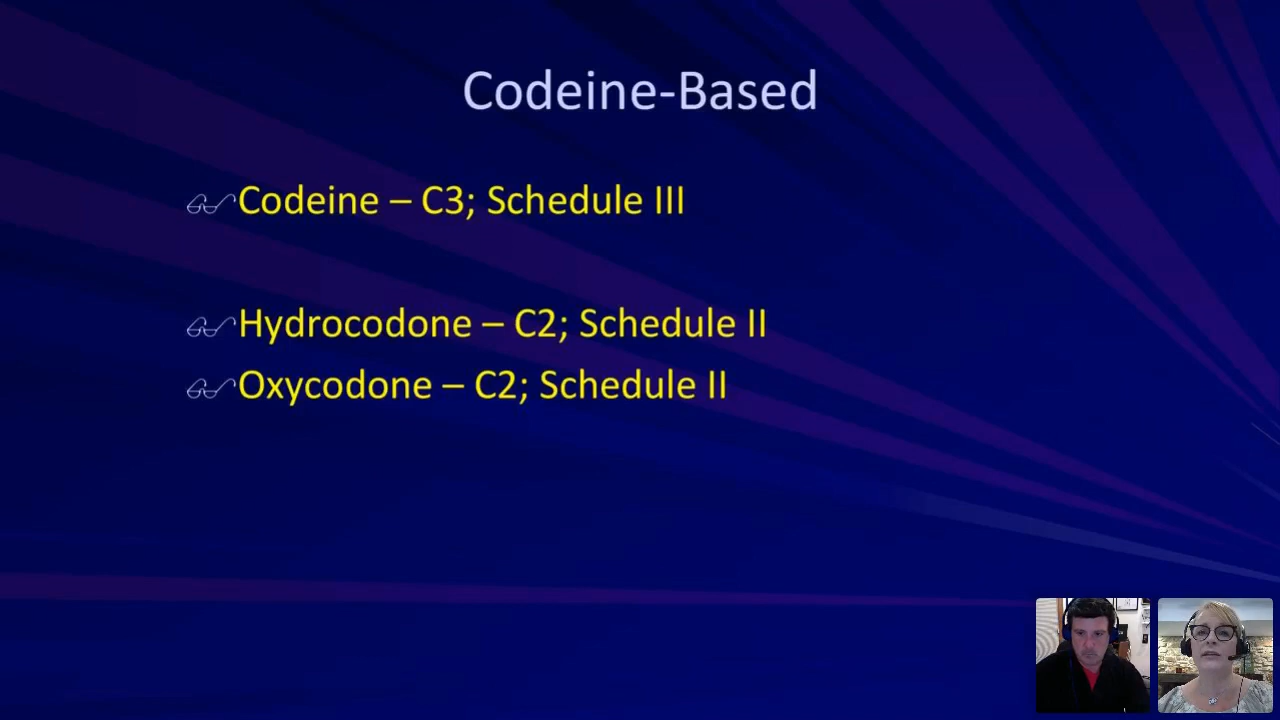 Codeine-Based
Codeine – C3; Schedule III
Hydrocodone – C2; Schedule II
Oxycodone – C2; Schedule II